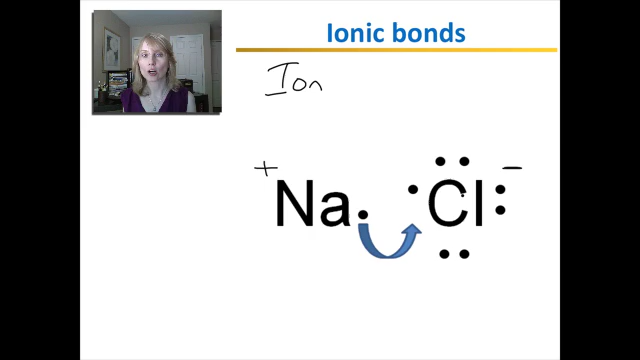 Ionic bonds
Ion
+ Na Cl −